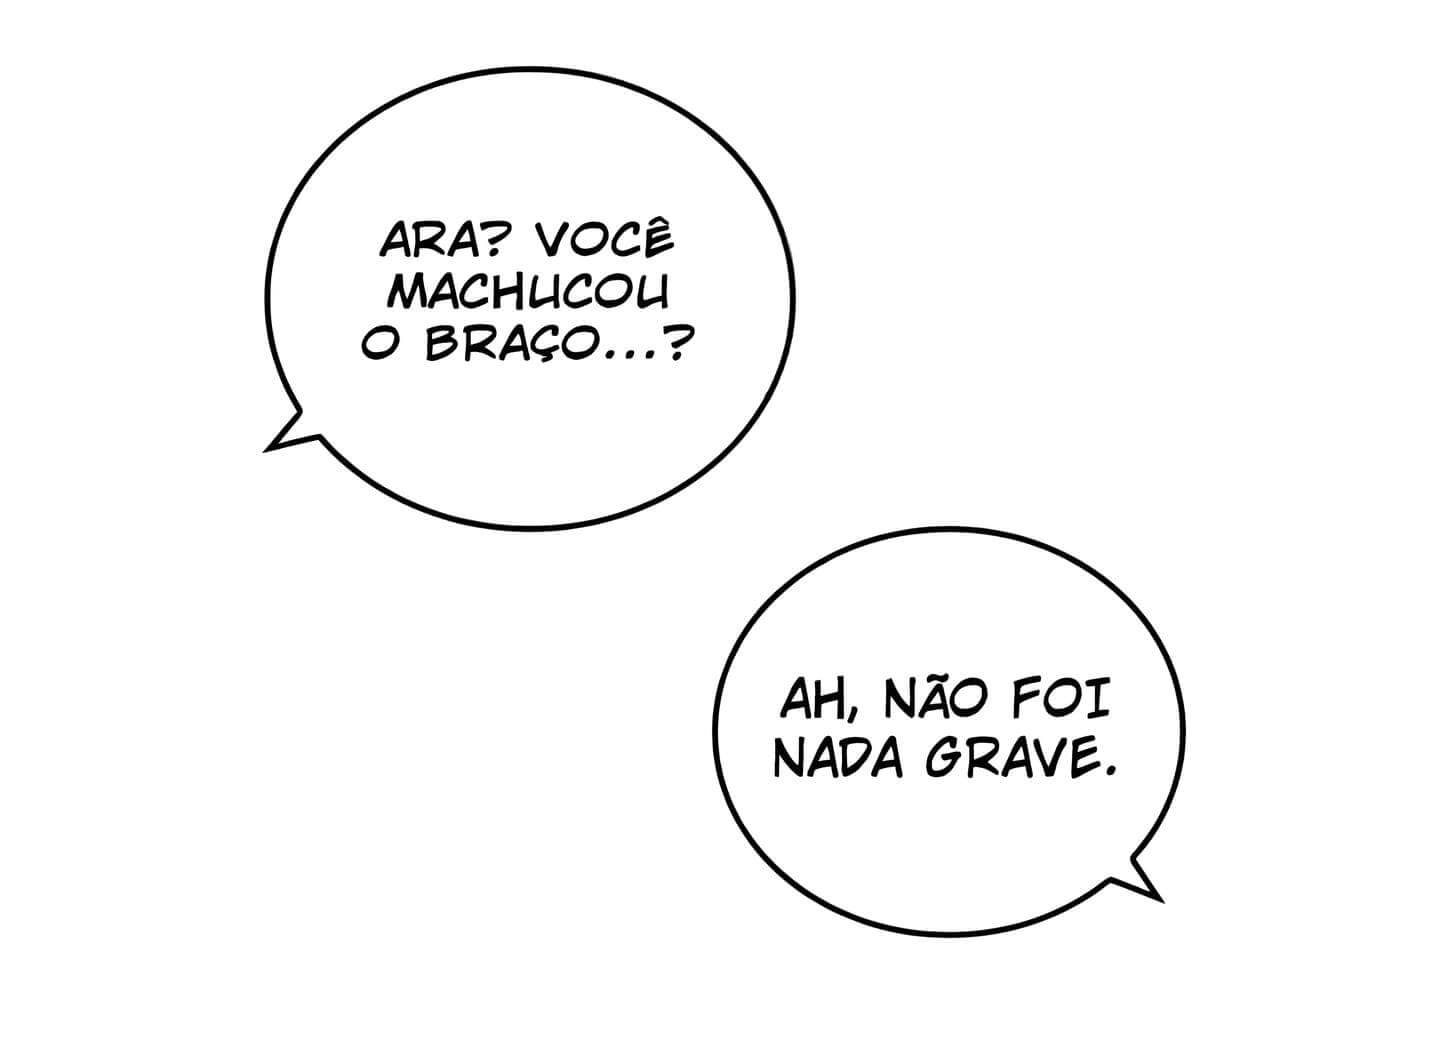 ARA? VOCÊ
MACHUCOU
O BRAÇO...?
AH, NÃO FOI
NADA GRAVE.